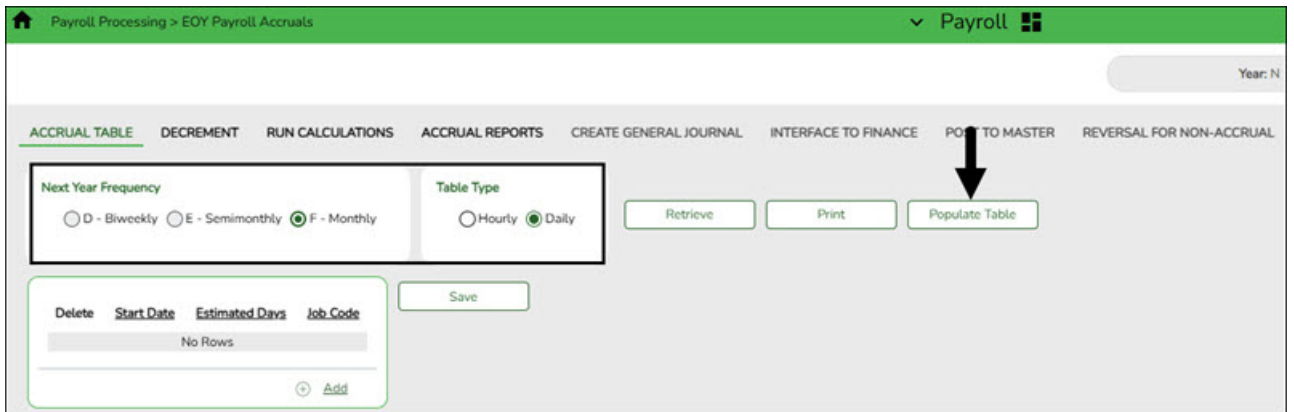 Payroll Processing > EOY Payroll Accruals
Payroll
Year: N
ACCRUAL TABLE DECREMENT RUN CALCULATIONS ACCRUAL REPORTS CREATE GENERAL JOURNAL INTERFACE TO FINANCE POST TO MASTER REVERSAL FOR NON-ACCRUAL
Next Year Frequency
D - Biweekly E - Semimonthly F - Monthly
Table Type
Hourly Daily
Retrieve Print Populate Table
Save
Delete Start Date Estimated Days Job Code
No Rows
Add